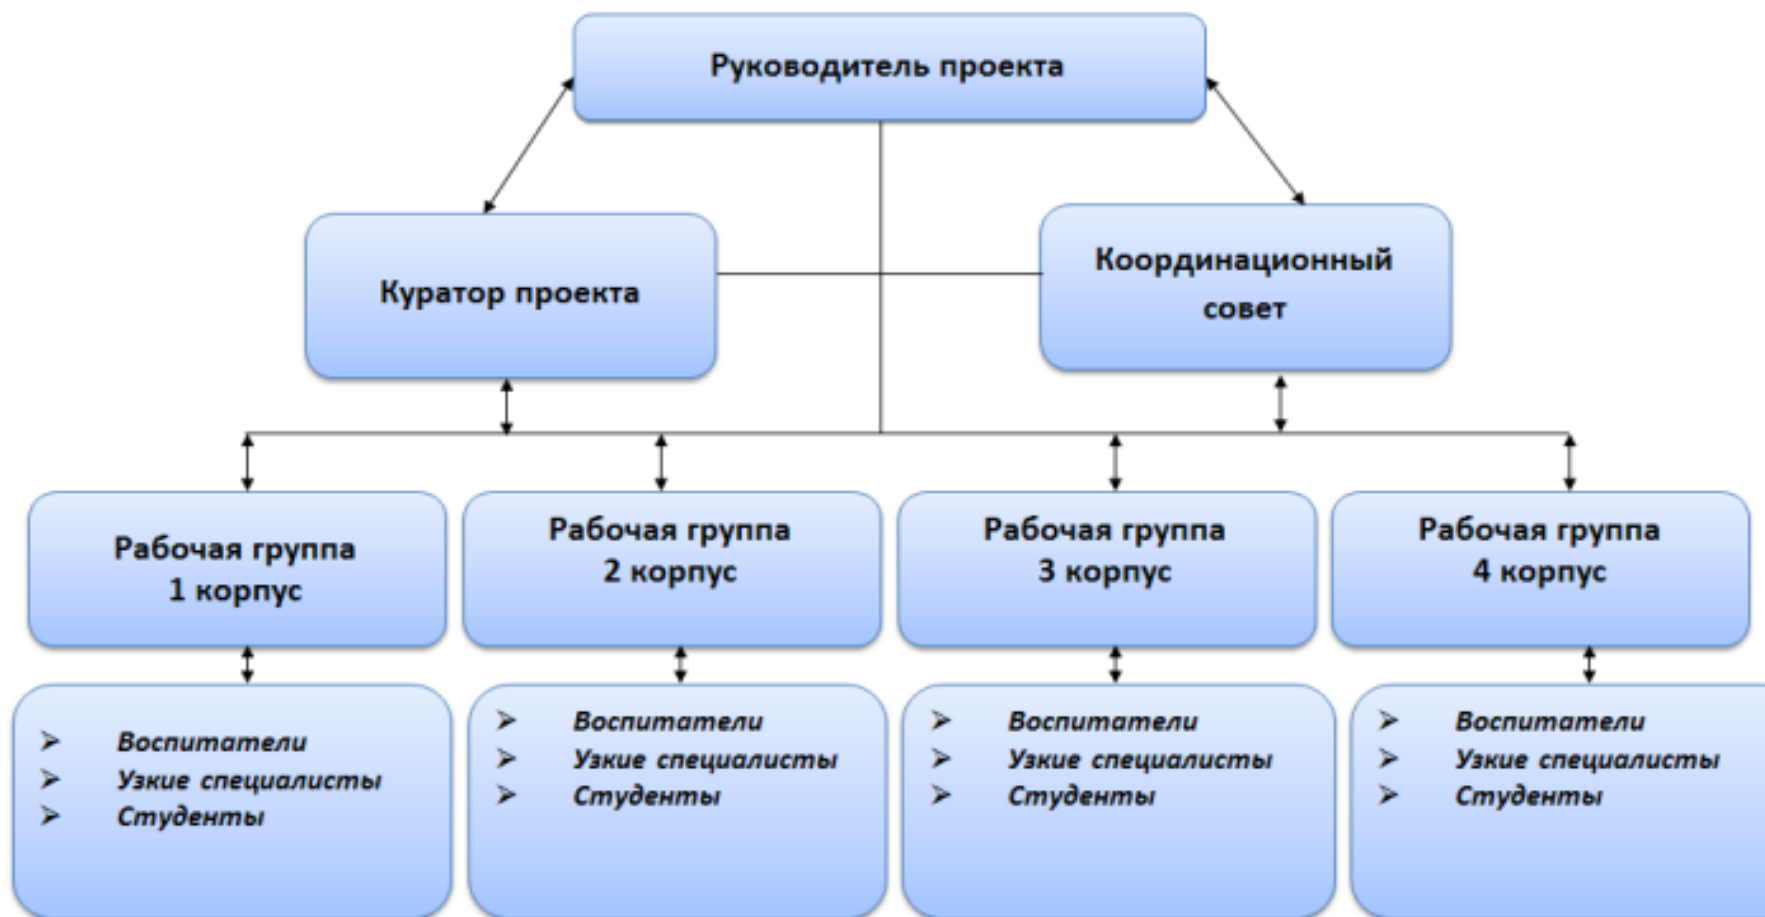 Руководитель проекта
Куратор проекта
Координационный
совет
Рабочая группа
1 корпус
Рабочая группа
2 корпус
Рабочая группа
3 корпус
Рабочая группа
4 корпус
Воспитатели
Узкие специалисты
Студенты
Воспитатели
Узкие специалисты
Студенты
Воспитатели
Узкие специалисты
Студенты
Воспитатели
Узкие специалисты
Студенты